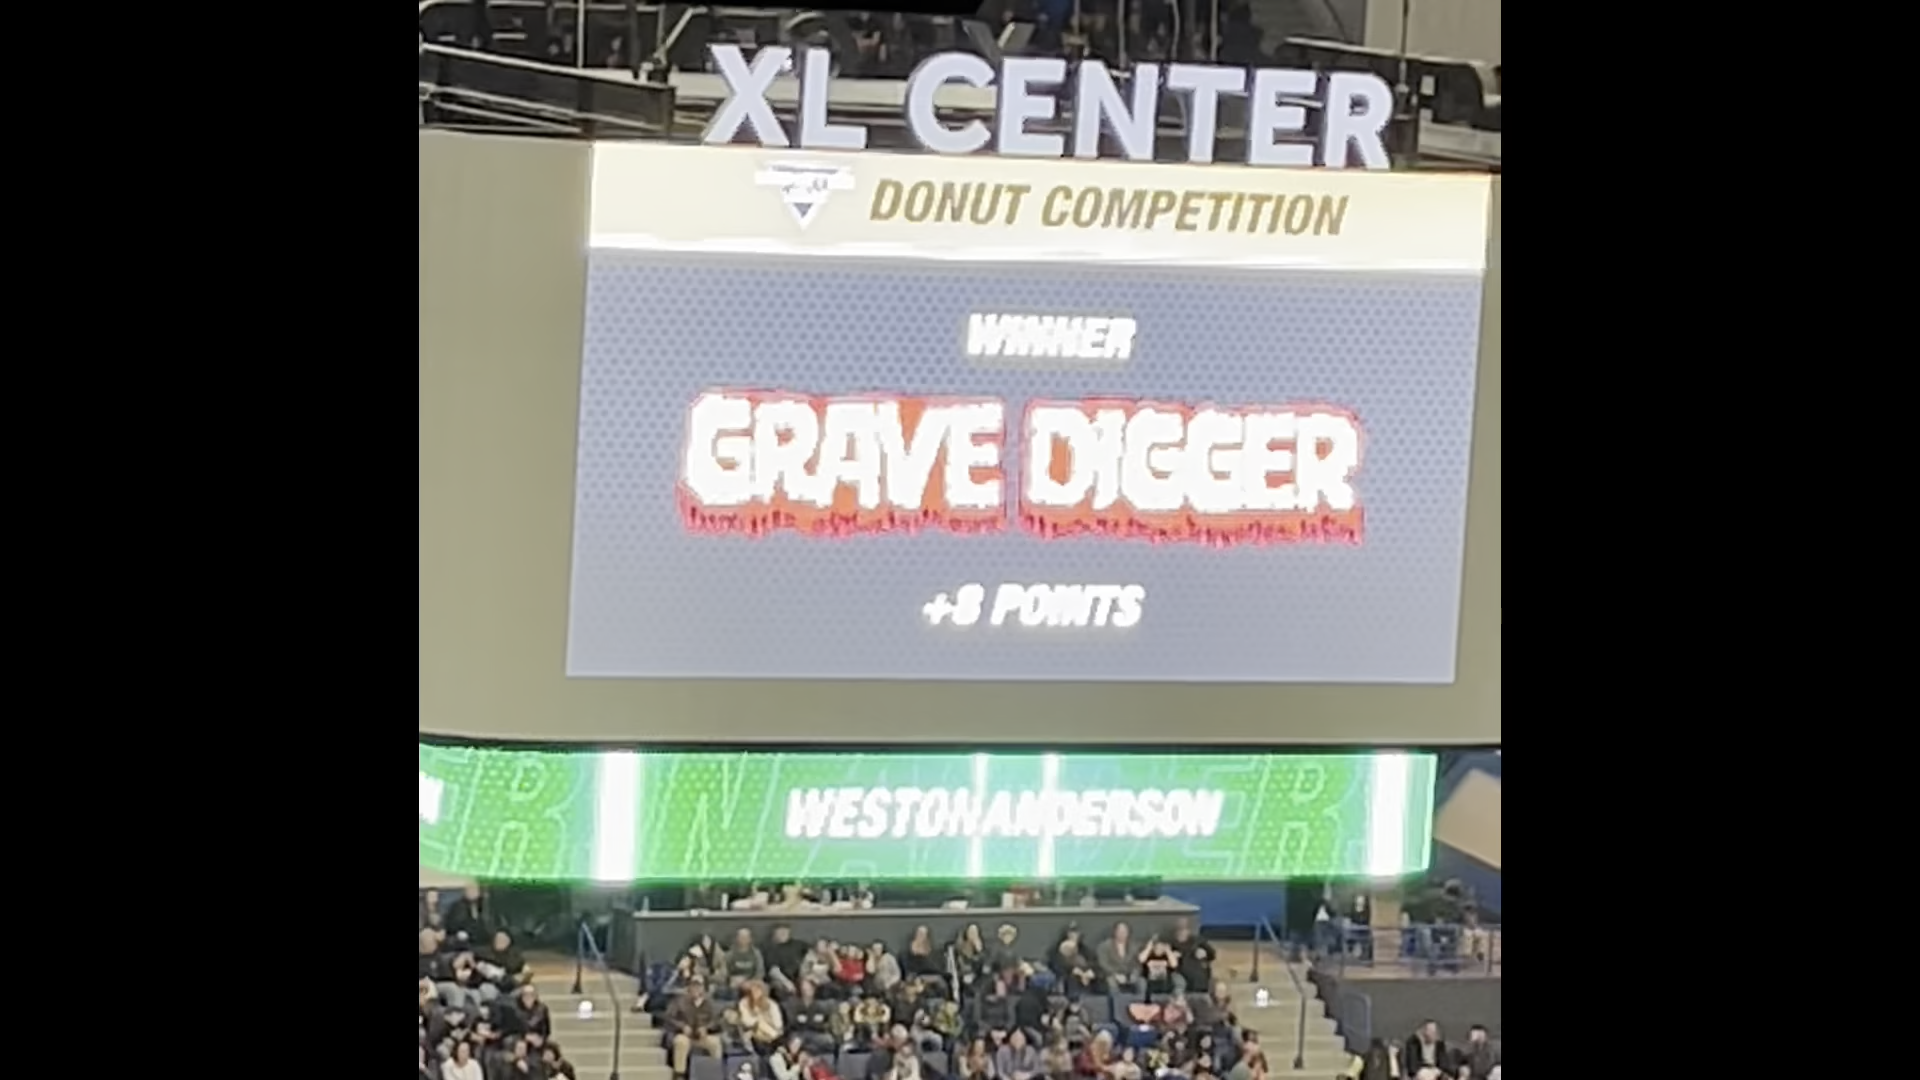 XL CENTER
DONUT COMPETITION
WINNER
GRAVE DIGGER
+8 POINTS
WESTON ANDERSON